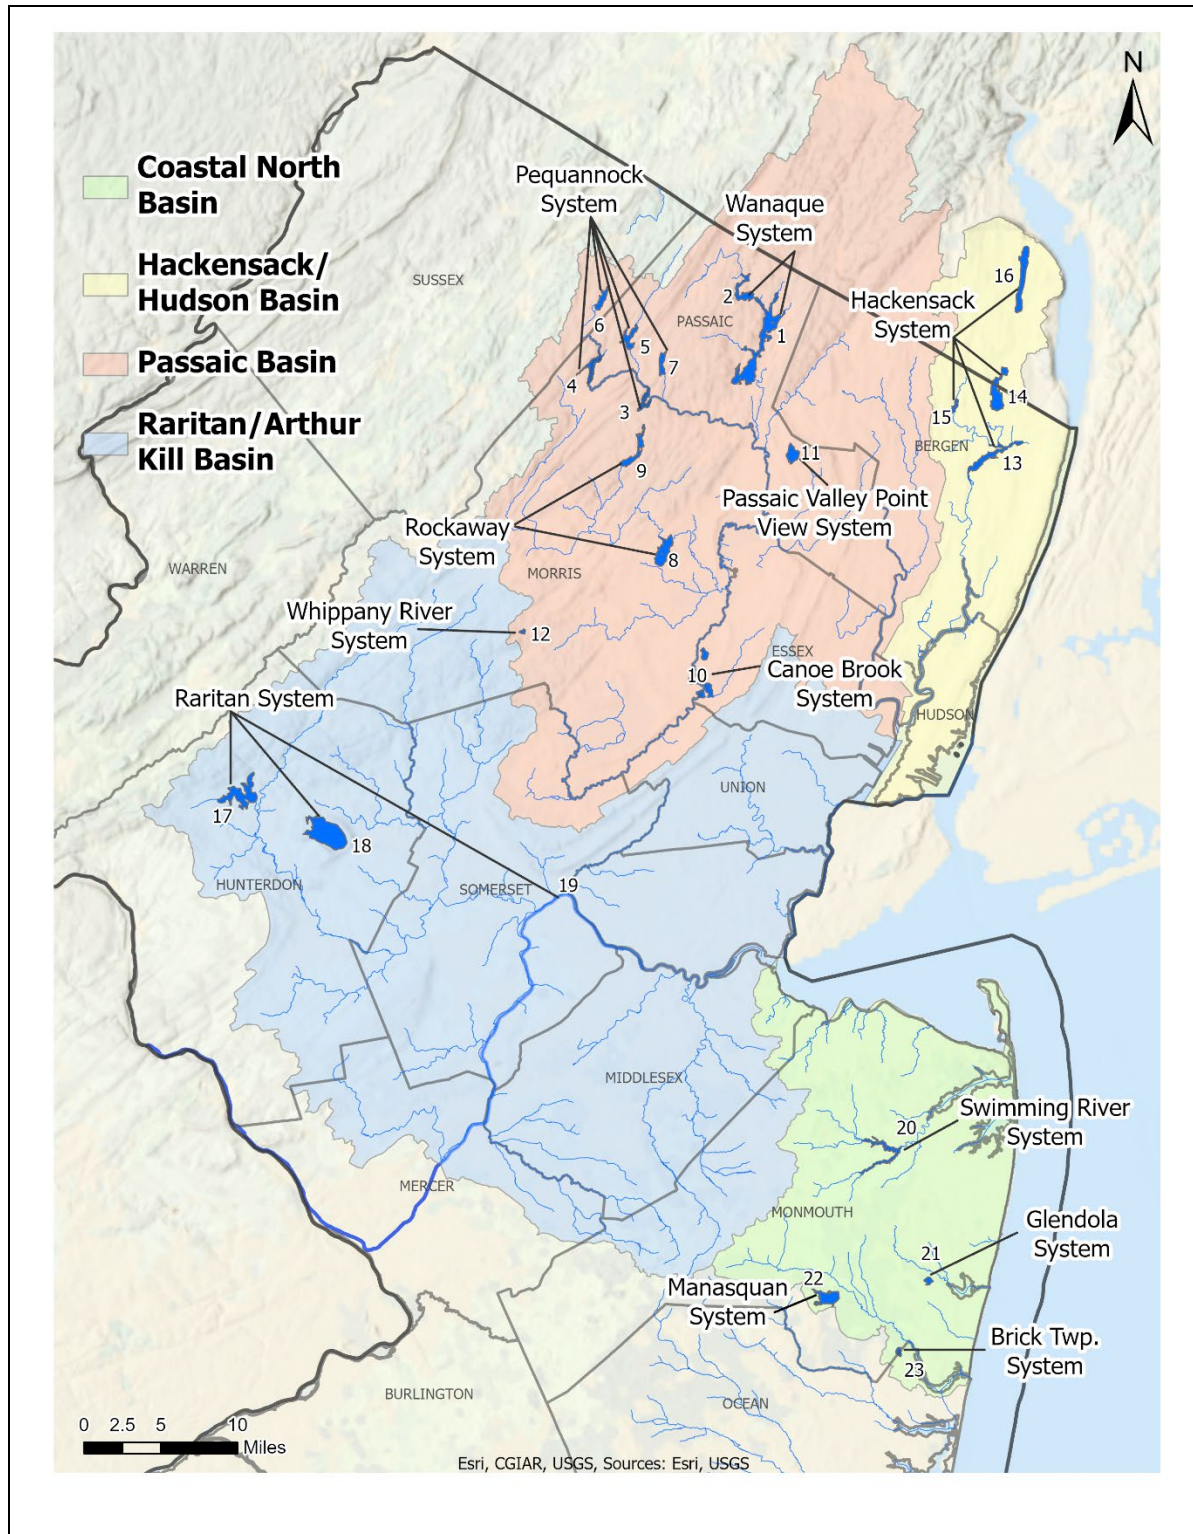 N
Coastal North
Basin
Hackensack/
Hudson Basin
Passaic Basin
Raritan/Arthur
Kill Basin
Pequannock
System
Wanaque
System
Hackensack
System
SUSSEX
PASSAIC
16
2
1
6
5
7
4
3
14
15
BERGEN
13
9
11
Passaic Valley Point
View System
Rockaway
System
8
WARREN
MORRIS
Whippany River
System
12
ESSEX
10
Canoe Brook
System
Raritan System
HUDSON
UNION
17
18
HUNTERDON
SOMERSET
19
MIDDLESEX
20
Swimming River
System
MERCER
MONMOUTH
Glendola
System
21
22
Manasquan
System
Brick Twp.
System
23
BURLINGTON
OCEAN
0 2.5 5 10
Miles
Esri, CGIAR, USGS, Sources: Esri, USGS